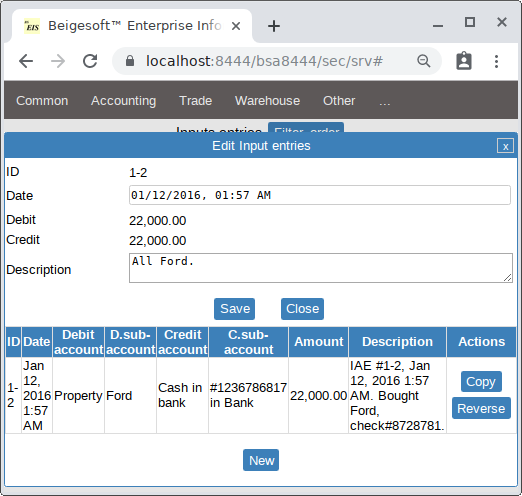 EIS Beigesoft™ Enterprise Info
localhost:8444/bsa8444/sec/srv#
Common Accounting Trade Warehouse Other ...
Inputs entries Filter, order
Edit Input entries x
ID 1-2
Date 01/12/2016, 01:57 AM
Debit 22,000.00
Credit 22,000.00
Description All Ford.
Save Close
ID Date Debit account D.sub-account Credit account C.sub-account Amount Description Actions
1-2 Jan 12, 2016 1:57 AM Property Ford Cash in bank #1236786817 in Bank 22,000.00 IAE #1-2, Jan 12, 2016 1:57 AM. Bought Ford, check#8728781. Copy Reverse
New